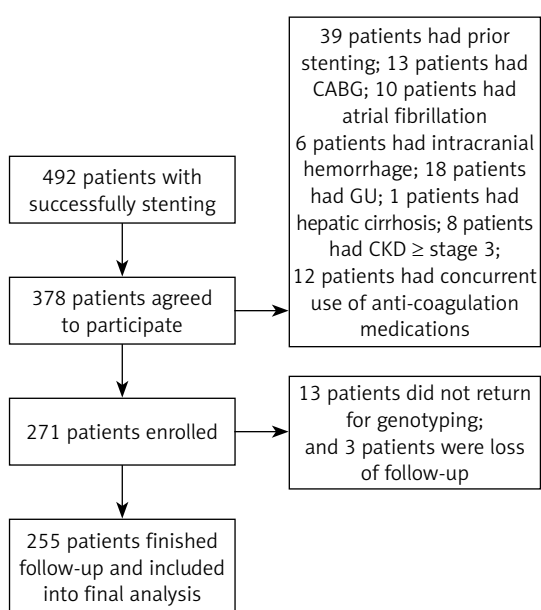 492 patients with
successfully stenting
39 patients had prior
stenting; 13 patients had
CABG; 10 patients had
atrial fibrillation
6 patients had intracranial
hemorrhage; 18 patients
had GU; 1 patients had
hepatic cirrhosis; 8 patients
had CKD ≥ stage 3;
12 patients had concurrent
use of anti-coagulation
medications
378 patients agreed
to participate
271 patients enrolled
13 patients did not return
for genotyping;
and 3 patients were loss
of follow-up
255 patients finished
follow-up and included
into final analysis